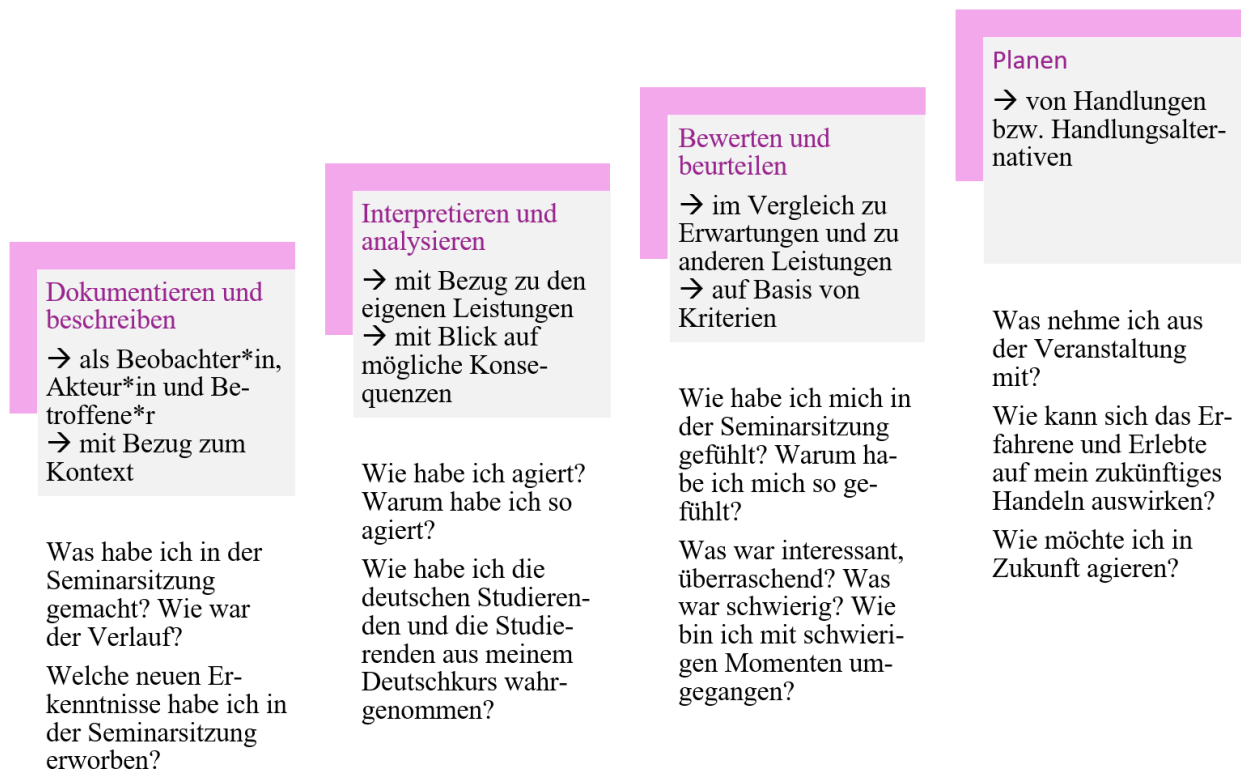 Dokumentieren und
beschreiben
→ als Beobachter*in,
Akteur*in und Be-
troffene*r
→ mit Bezug zum
Kontext
Was habe ich in der
Seminarsitzung
gemacht? Wie war
der Verlauf?
Welche neuen Er-
kenntnisse habe ich in
der Seminarsitzung
erworben?
Interpretieren und
analysieren
→ mit Bezug zu den
eigenen Leistungen
→ mit Blick auf
mögliche Konse-
quenzen
Wie habe ich agiert?
Warum habe ich so
agiert?
Wie habe ich die
deutschen Studieren-
den und die Studie-
renden aus meinem
Deutschkurs wahr-
genommen?
Bewerten und
beurteilen
→ im Vergleich zu
Erwartungen und zu
anderen Leistungen
→ auf Basis von
Kriterien
Wie habe ich mich in
der Seminarsitzung
gefühlt? Warum ha-
be ich mich so ge-
fühlt?
Was war interessant,
überraschend? Was
war schwierig? Wie
bin ich mit schwieri-
gen Momenten um-
gegangen?
Planen
→ von Handlungen
bzw. Handlungsalter-
nativen
Was nehme ich aus
der Veranstaltung
mit?
Wie kann sich das Er-
fahrene und Erlebte
auf mein zukünftiges
Handeln auswirken?
Wie möchte ich in
Zukunft agieren?